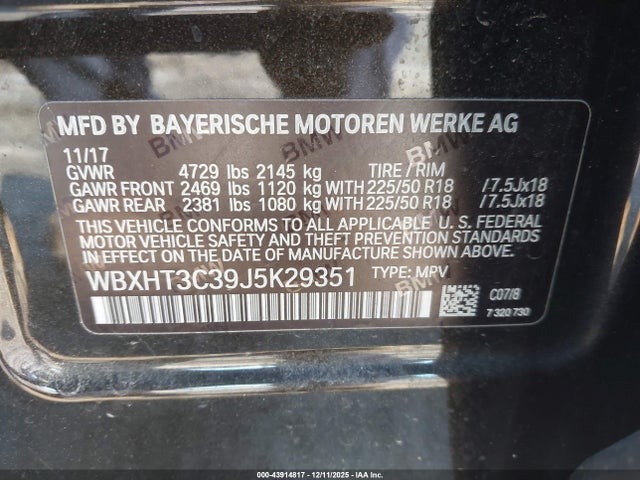 MFD BY BAYERISCHE MOTOREN WERKE AG
11/17
GVWR 4729 lbs 2145 kg TIRE / RIM
GAWR FRONT 2469 lbs 1120 kg WITH 225/50 R18 /7.5Jx18
GAWR REAR 2381 lbs 1080 kg WITH 225/50 R18 /7.5Jx18
THIS VEHICLE CONFORMS TO ALL APPLICABLE U. S. FEDERAL
MOTOR VEHICLE SAFETY AND THEFT PREVENTION STANDARDS
IN EFFECT ON THE DATE OF MANUFACTURE SHOWN ABOVE.
WBXHT3C39J5K29351 TYPE: MPV
C07/8
7 320 730
000-43914817 - 12/11/2025 - IAA Inc.